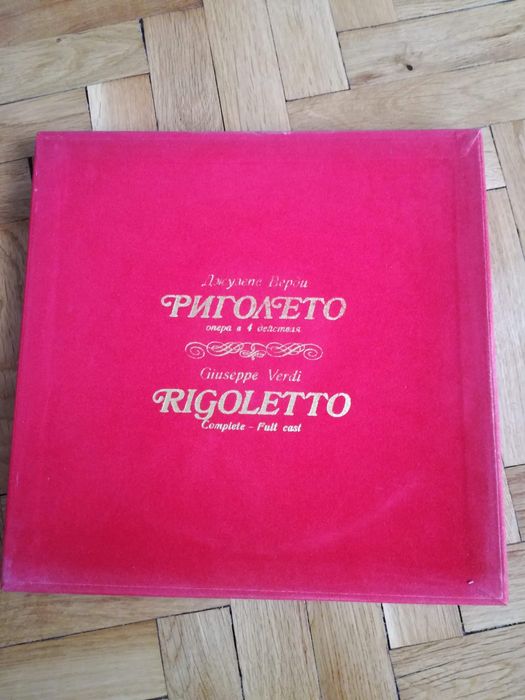 Джузепе Верди
РИГОЛЕТО
опера в 4 действия
Giuseppe Verdi
RIGOLETTO
Complete - Full cast